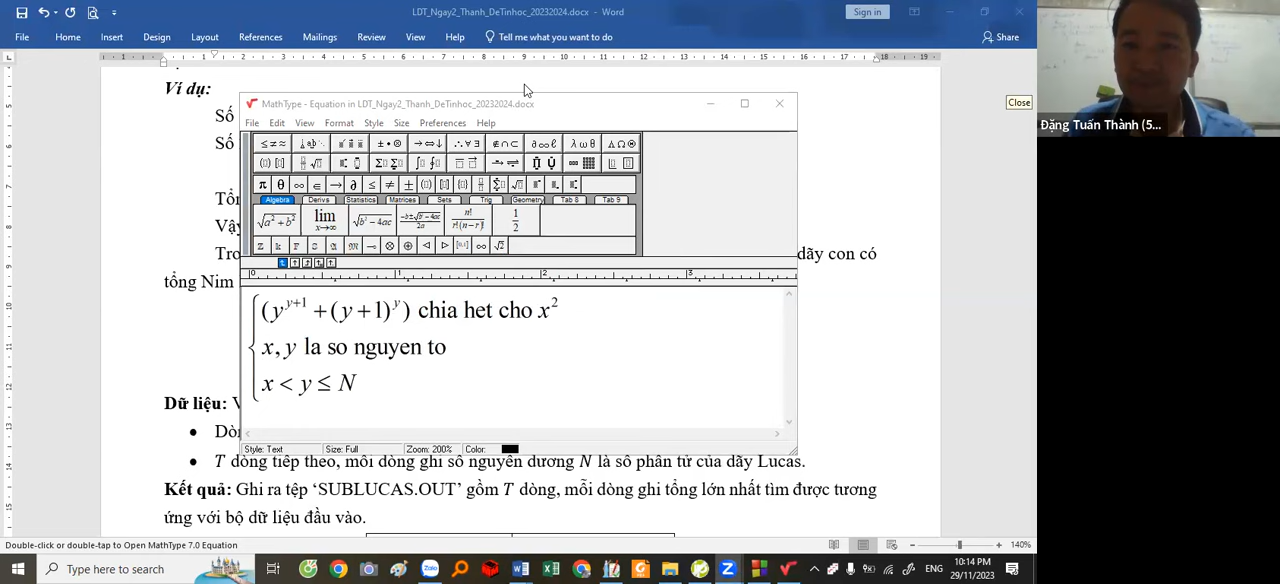 LDT_Ngay2_Thanh_DeTinhoc_20232024.docx - Word
Sign in
File Home Insert Design Layout References Mailings Review View Help Tell me what you want to do
Share
Close
Đặng Tuấn Thành (5...
Ví dụ:
Số
Số
Tổn
Vậy
Tro
dãy con có
tổng Nim
MathType - Equation in LDT_Ngay2_Thanh_DeTinhoc_20232024.docx
File Edit View Format Style Size Preferences Help
Algebra Derivs Statistics Matrices Sets Trig Geometry Tab 8 Tab 9
(y^{y+1} + (y+1)^y) chia het cho x^2
x, y la so nguyen to
x < y ≤ N
Style: Text Size: Full Zoom: 200% Color:
Dữ liệu: V
• Dòn
• T dòng tiếp theo, mỗi dòng ghi số nguyên dương N là số phần tử của dãy Lucas.
Kết quả: Ghi ra tệp ‘SUBLUCAS.OUT’ gồm T dòng, mỗi dòng ghi tổng lớn nhất tìm được tương
ứng với bộ dữ liệu đầu vào.
Double-click or double-tap to Open MathType 7.0 Equation
140%
Type here to search
ENG
10:14 PM
29/11/2023